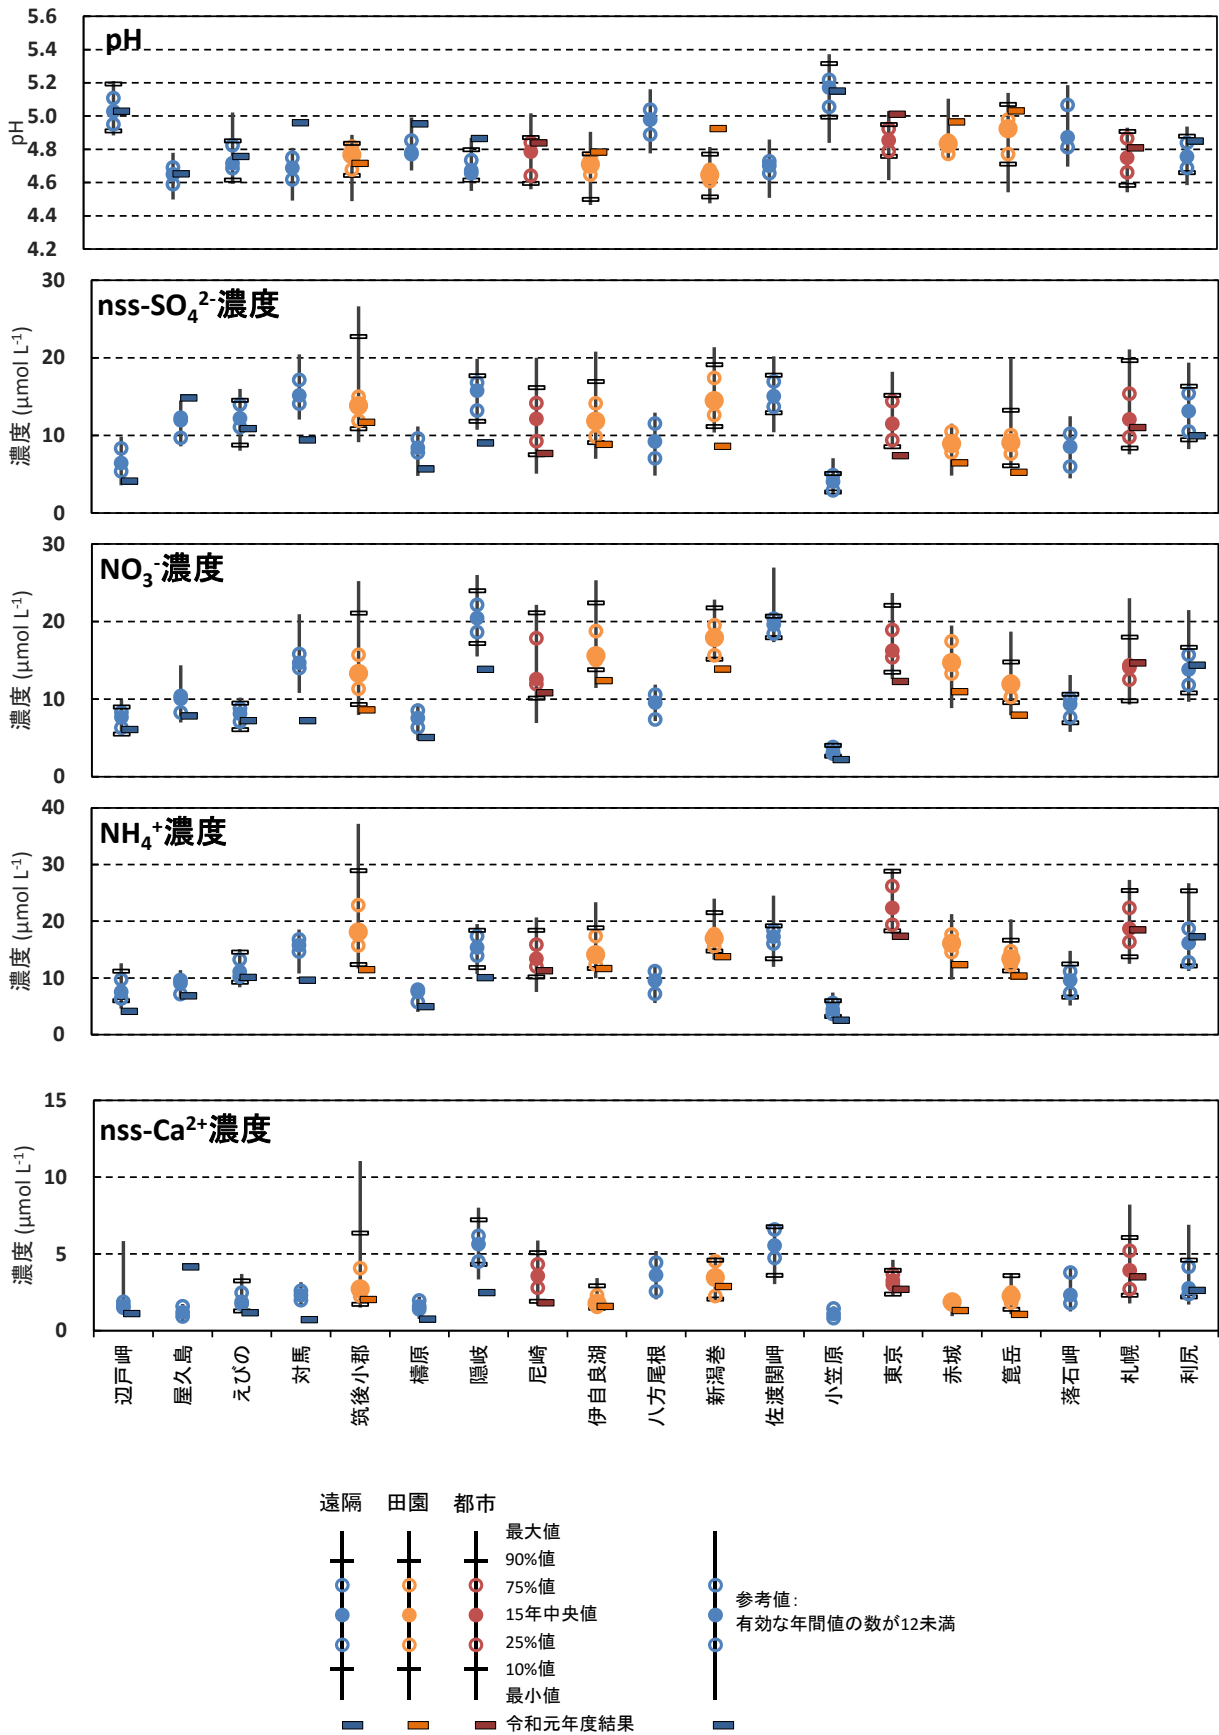 pH
5.6
5.4
5.2
5.0
4.8
4.6
4.4
4.2
pH
nss-SO₄²⁻濃度
30
20
10
0
濃度 (µmol L⁻¹)
NO₃⁻濃度
30
20
10
0
濃度 (µmol L⁻¹)
NH₄⁺濃度
40
30
20
10
0
濃度 (µmol L⁻¹)
nss-Ca²⁺濃度
15
10
5
0
濃度 (µmol L⁻¹)
辺戸岬
屋久島
えびの
対馬
筑後小郡
檮原
隠岐
尼崎
伊自良湖
八方尾根
新潟巻
佐渡関岬
小笠原
東京
赤城
箟岳
落石岬
札幌
利尻
遠隔 田園 都市
最大値
90%値
75%値
15年中央値
25%値
10%値
最小値
令和元年度結果
参考値:
有効な年間値の数が12未満